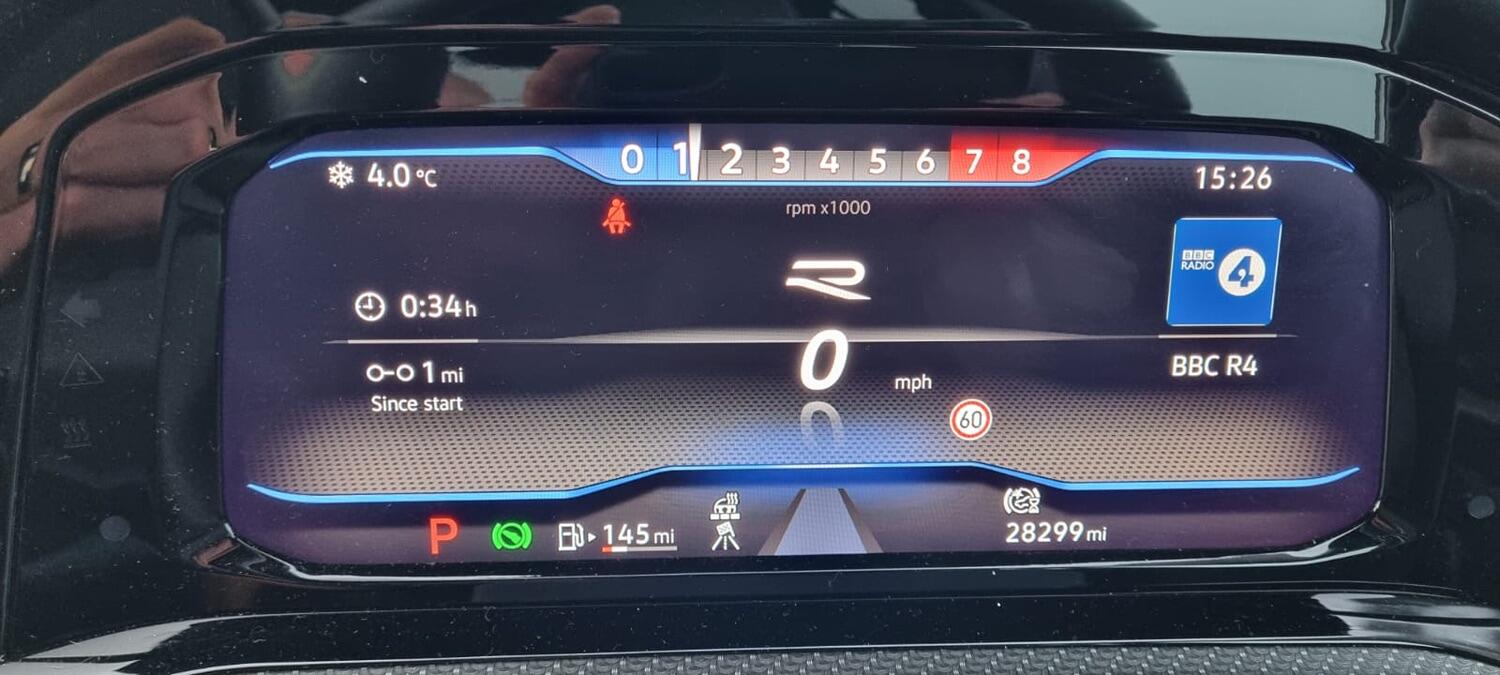 0 1 2 3 4 5 6 7 8
4.0 °C
15:26
rpm x1000
R
BBC
RADIO 4
0:34 h
0
mph
1 mi
Since start
BBC R4
60
P
145 mi
28299 mi